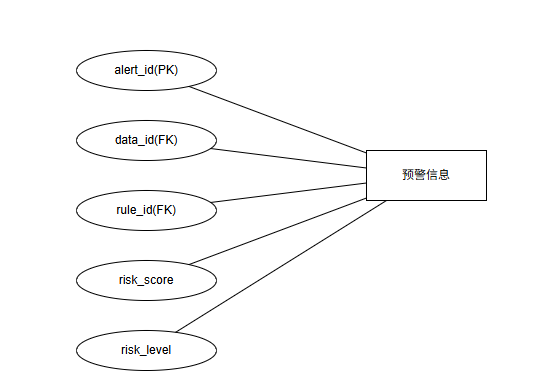 alert_id(PK)
data_id(FK)
预警信息
rule_id(FK)
risk_score
risk_level